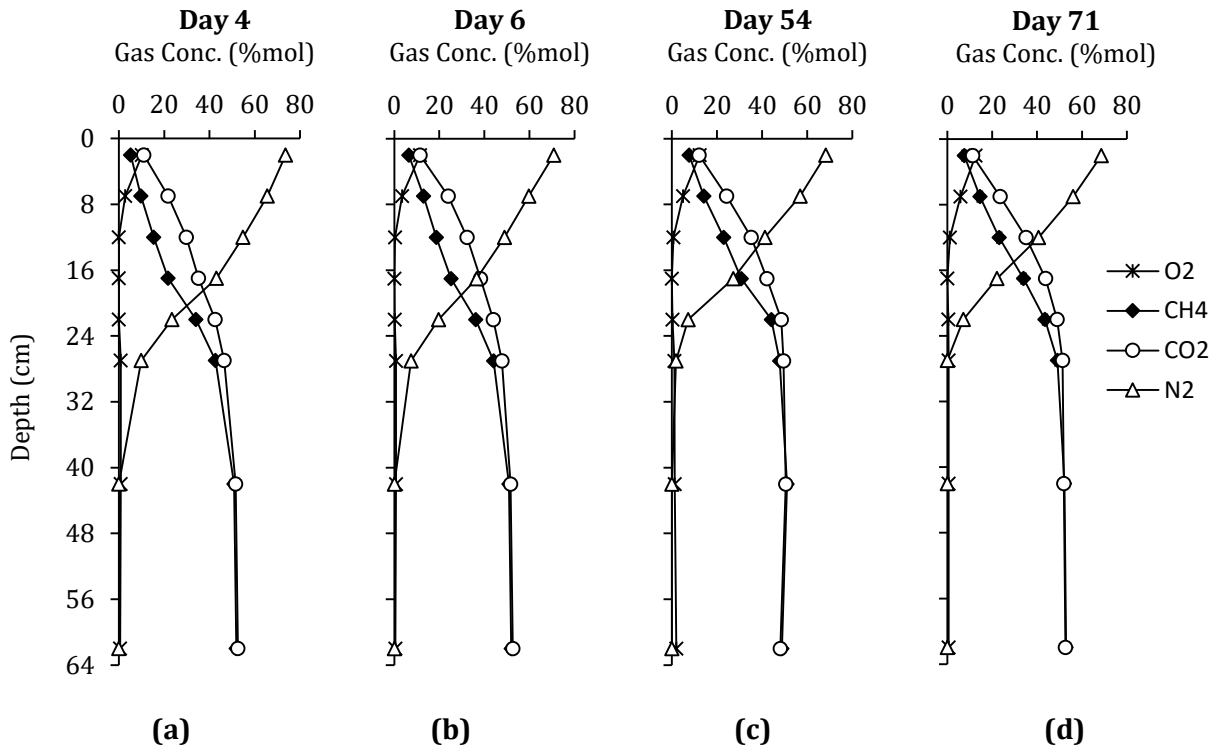 Day 4
Gas Conc. (%mol)
0 20 40 60 80
Day 6
Gas Conc. (%mol)
0 20 40 60 80
Day 54
Gas Conc. (%mol)
0 20 40 60 80
Day 71
Gas Conc. (%mol)
0 20 40 60 80
Depth (cm)
0
8
16
24
32
40
48
56
64
O2
CH4
CO2
N2
(a)
(b)
(c)
(d)